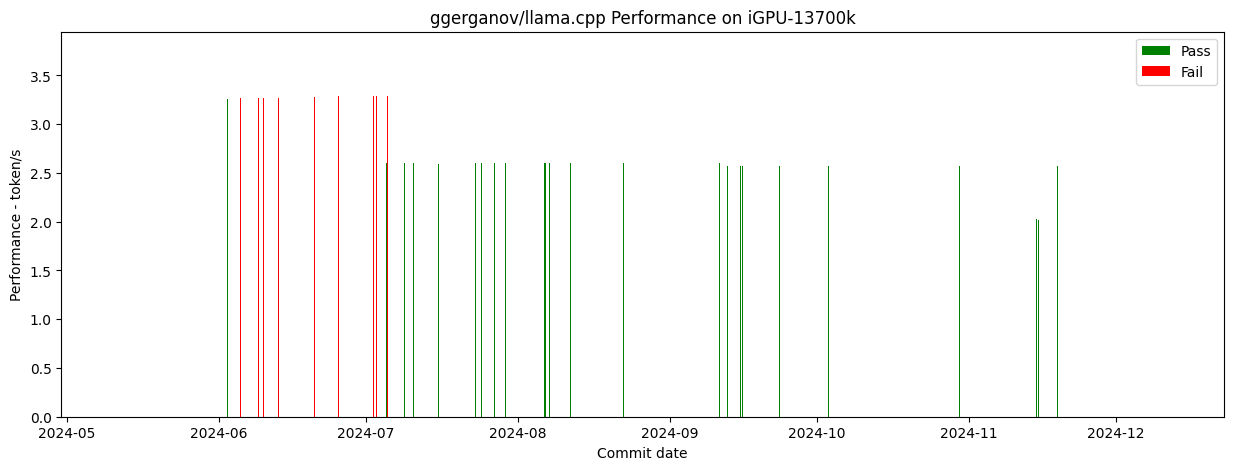 ggerganov/llama.cpp Performance on iGPU-13700k
Pass
Fail
Performance - token/s
3.5
3.0
2.5
2.0
1.5
1.0
0.5
0.0
2024-05 2024-06 2024-07 2024-08 2024-09 2024-10 2024-11 2024-12
Commit date